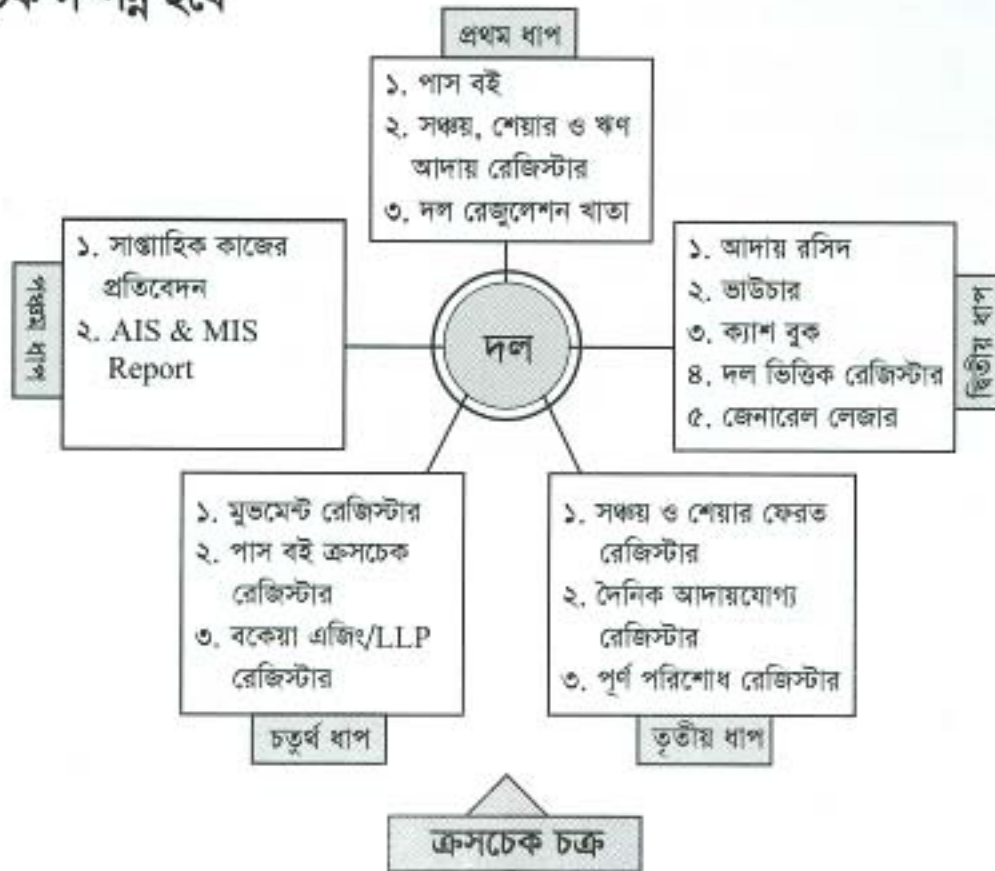 প্রথম ধাপ
১. পাস বই
২. সঞ্চয়, শেয়ার ও ঋণ
আদায় রেজিস্টার
৩. দল রেজুলেশন খাতা
দ্বিতীয় ধাপ
১. আদায় রসিদ
২. ভাউচার
৩. ক্যাশ বুক
৪. দল ভিত্তিক রেজিস্টার
৫. জেনারেল লেজার
তৃতীয় ধাপ
১. সঞ্চয় ও শেয়ার ফেরত
রেজিস্টার
২. দৈনিক আদায়যোগ্য
রেজিস্টার
৩. পূর্ণ পরিশোধ রেজিস্টার
চতুর্থ ধাপ
১. মুভমেন্ট রেজিস্টার
২. পাস বই ক্রসচেক
রেজিস্টার
৩. বকেয়া এজিং/LLP
রেজিস্টার
পঞ্চম ধাপ
১. সাপ্তাহিক কাজের
প্রতিবেদন
২. AIS & MIS
Report
দল
ক্রসচেক চক্র